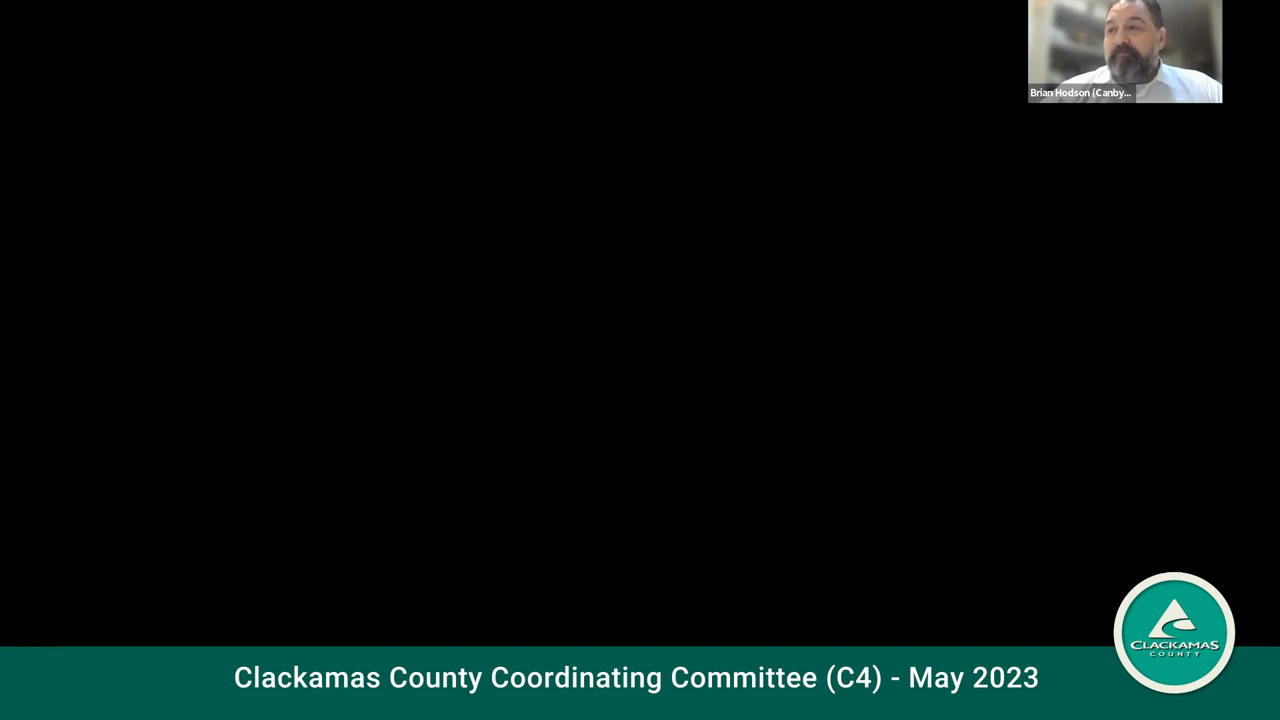 Brian Hodson (Canby...
CLACKAMAS
COUNTY
Clackamas County Coordinating Committee (C4) - May 2023